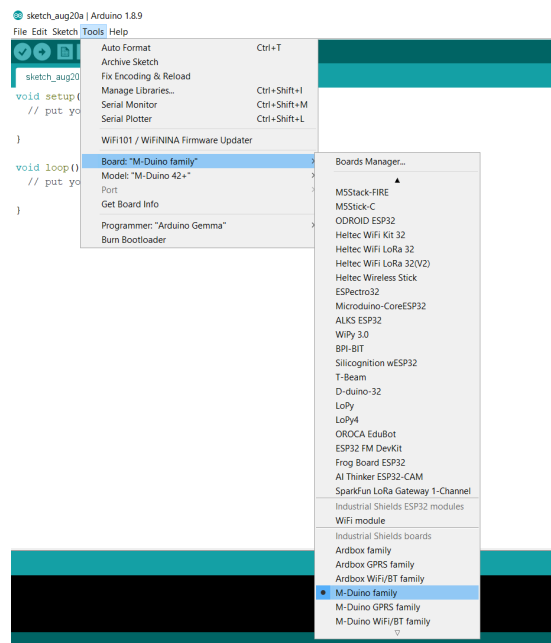 sketch_aug20a | Arduino 1.8.9
File Edit Sketch Tools Help
sketch_aug20
void setup(
// put yo
}
void loop()
// put yo
}
Auto Format Ctrl+T
Archive Sketch
Fix Encoding & Reload
Manage Libraries... Ctrl+Shift+I
Serial Monitor Ctrl+Shift+M
Serial Plotter Ctrl+Shift+L
WiFi101 / WiFiNINA Firmware Updater
Board: "M-Duino family"
Model: "M-Duino 42+"
Port
Get Board Info
Programmer: "Arduino Gemma"
Burn Bootloader
Boards Manager...
M5Stack-FIRE
M5Stick-C
ODROID ESP32
Heltec WiFi Kit 32
Heltec WiFi LoRa 32
Heltec WiFi LoRa 32(V2)
Heltec Wireless Stick
ESPectro32
Microduino-CoreESP32
ALKS ESP32
WiPy 3.0
BPI-BIT
Silicognition wESP32
T-Beam
D-duino-32
LoPy
LoPy4
OROCA EduBot
ESP32 FM DevKit
Frog Board ESP32
AI Thinker ESP32-CAM
SparkFun LoRa Gateway 1-Channel
Industrial Shields ESP32 modules
WiFi module
Industrial Shields boards
Ardbox family
Ardbox GPRS family
Ardbox WiFi/BT family
M-Duino family
M-Duino GPRS family
M-Duino WiFi/BT family